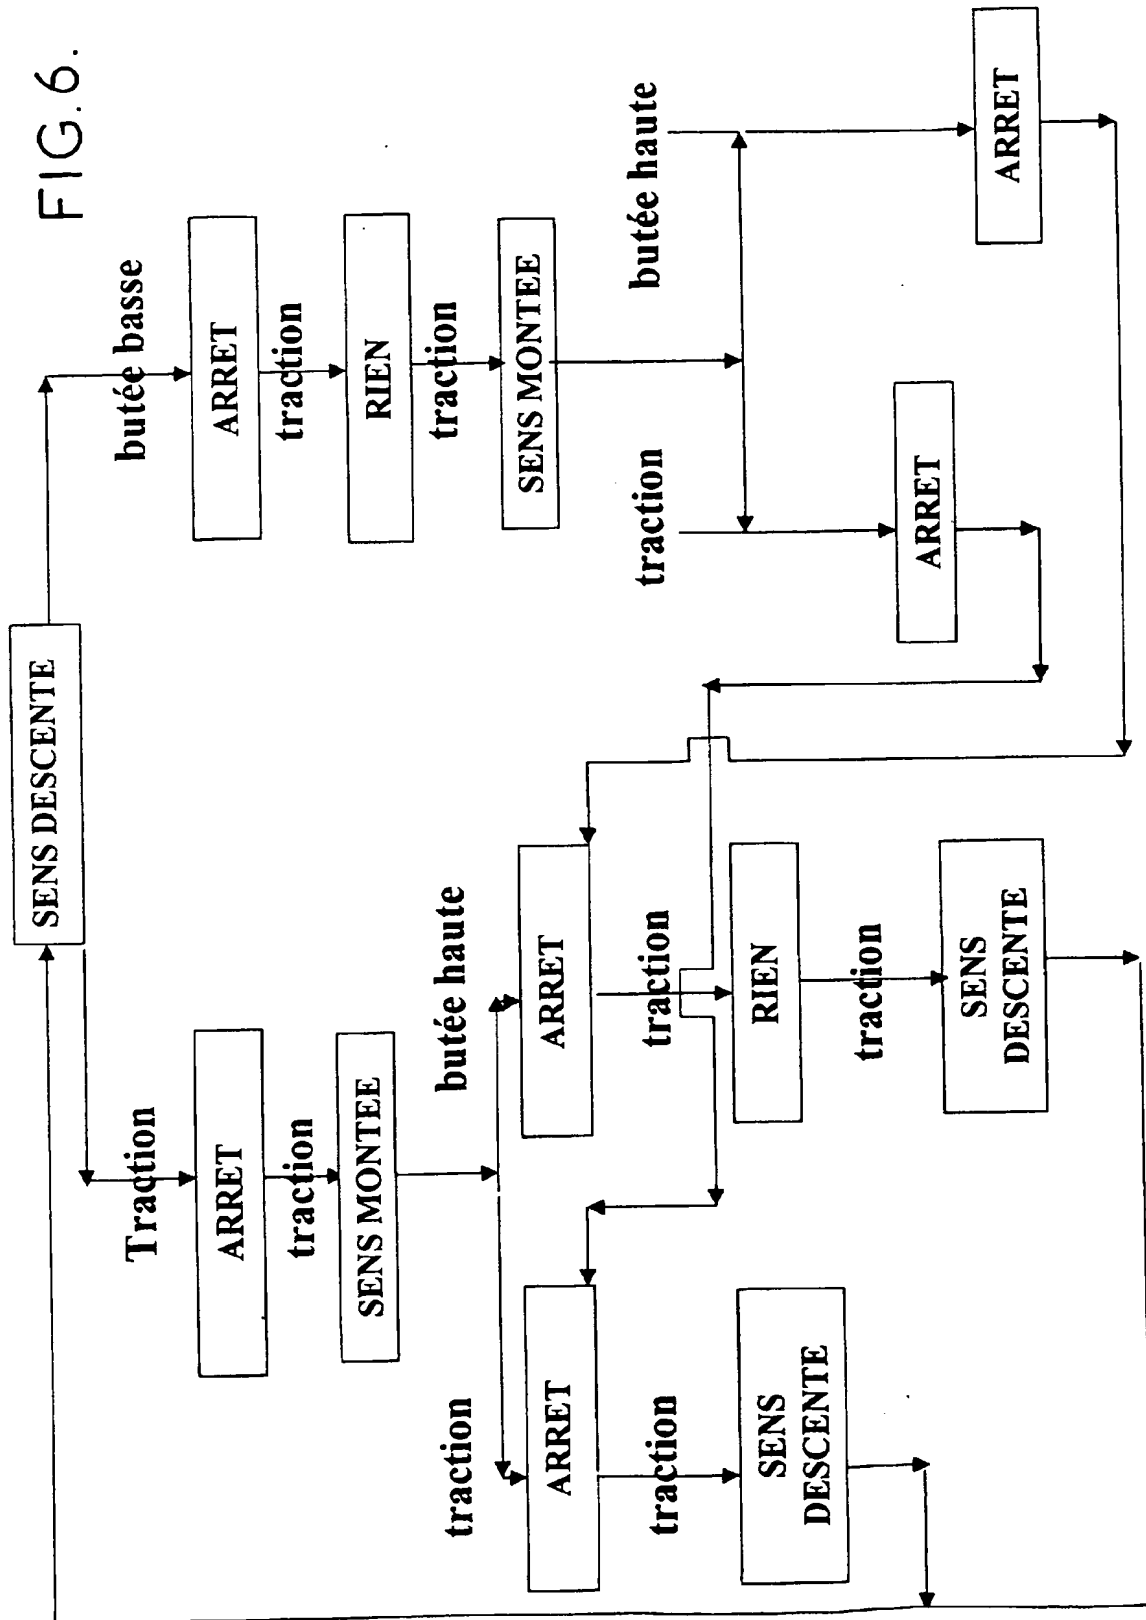 FIG.6.
SENS DESCENTE
Traction
ARRET
traction
SENS MONTEE
traction
butée haute
ARRET
traction
SENS
DESCENTE
ARRET
traction
RIEN
traction
SENS
DESCENTE
butée basse
ARRET
traction
RIEN
traction
SENS MONTEE
traction
butée haute
ARRET
ARRET